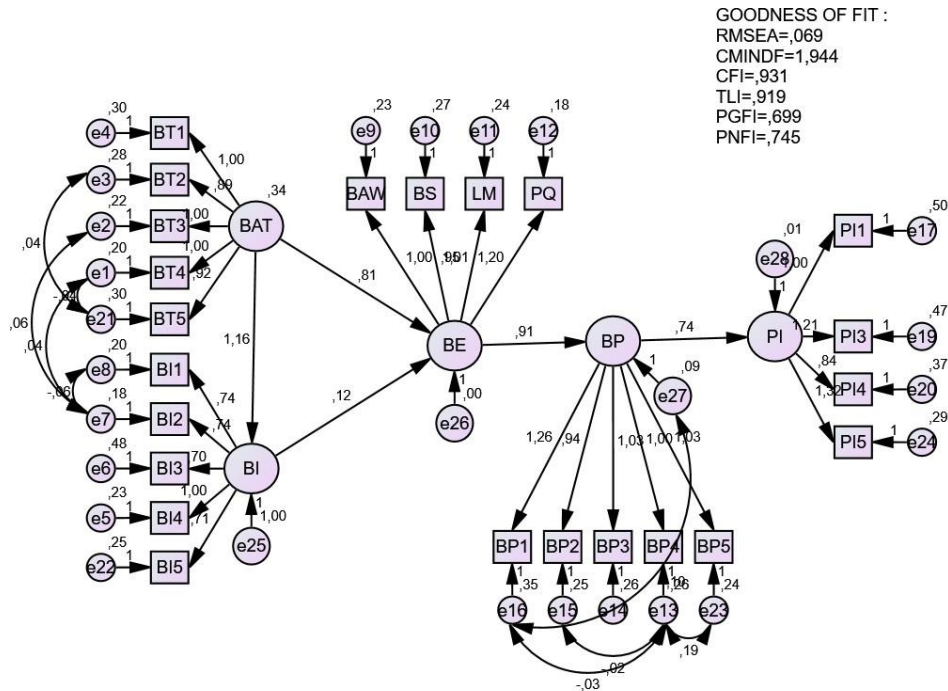 GOODNESS OF FIT :
RMSEA=,069
CMINDF=1,944
CFI=,931
TLI=,919
PGFI=,699
PNFI=,745
,30
e4
1
BT1
,28
e3
1
BT2
,22
e2
1
BT3
,20
e1
1
BT4
,30
e21
1
BT5
,20
e8
1
BI1
,18
e7
1
BI2
,48
e6
1
BI3
,23
e5
1
BI4
,25
e22
1
BI5
,04
,06
,04
-,06
1,00
,89
1,00
1,00
,92
,34
BAT
1,16
,81
,12
,74
,74
,70
1,00
,71
BI
1
1,00
e25
,23
e9
1
BAW
,27
e10
1
BS
,24
e11
1
LM
,18
e12
1
PQ
1,00
1,20
BE
1
,00
e26
,91
BP
,74
1
,09
e27
1,26
,94
1,03
1,00
1,03
BP1
BP2
BP3
BP4
BP5
1
,35
e16
1
,25
e15
1
,26
e14
1
,26
e13
1
,24
e23
-,02
-,03
,19
,01
e28
1
PI
1,00
1,21
,84
1,32
PI1
1
,50
e17
PI3
1
,47
e19
PI4
1
,37
e20
PI5
1
,29
e24